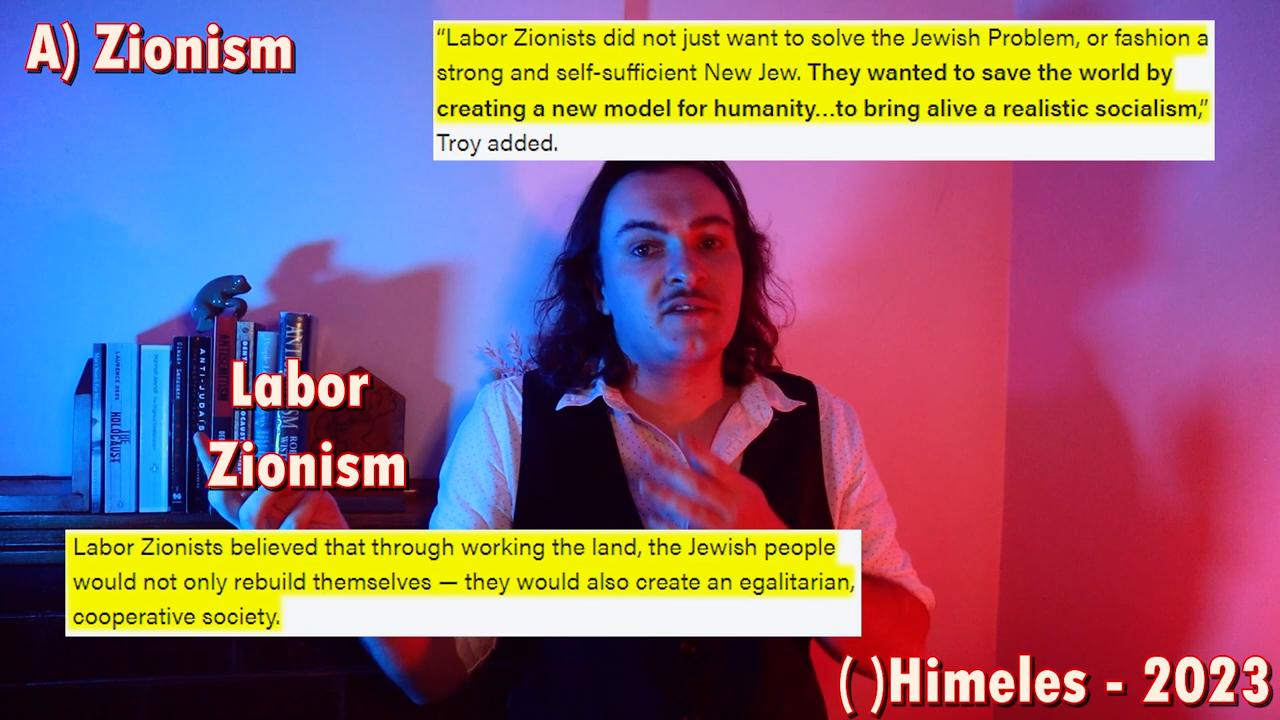 A) Zionism
“Labor Zionists did not just want to solve the Jewish Problem, or fashion a
strong and self-sufficient New Jew. They wanted to save the world by
creating a new model for humanity…to bring alive a realistic socialism,”
Troy added.
THE HOLOCAUST
Labor
Zionism
Labor Zionists believed that through working the land, the Jewish people
would not only rebuild themselves — they would also create an egalitarian,
cooperative society.
( )Himeles - 2023